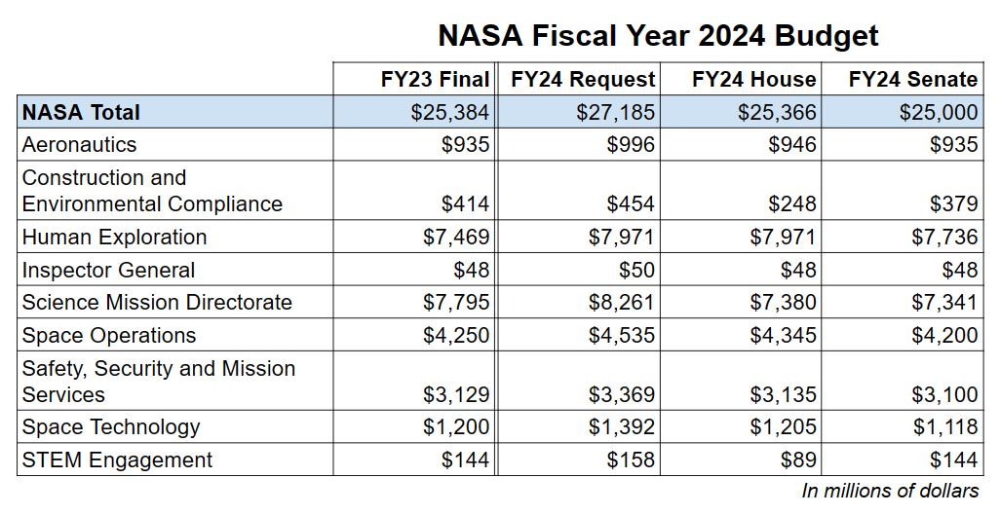 NASA Fiscal Year 2024 Budget
FY23 Final FY24 Request FY24 House FY24 Senate
NASA Total $25,384 $27,185 $25,366 $25,000
Aeronautics $935 $996 $946 $935
Construction and
Environmental Compliance $414 $454 $248 $379
Human Exploration $7,469 $7,971 $7,971 $7,736
Inspector General $48 $50 $48 $48
Science Mission Directorate $7,795 $8,261 $7,380 $7,341
Space Operations $4,250 $4,535 $4,345 $4,200
Safety, Security and Mission
Services $3,129 $3,369 $3,135 $3,100
Space Technology $1,200 $1,392 $1,205 $1,118
STEM Engagement $144 $158 $89 $144
In millions of dollars